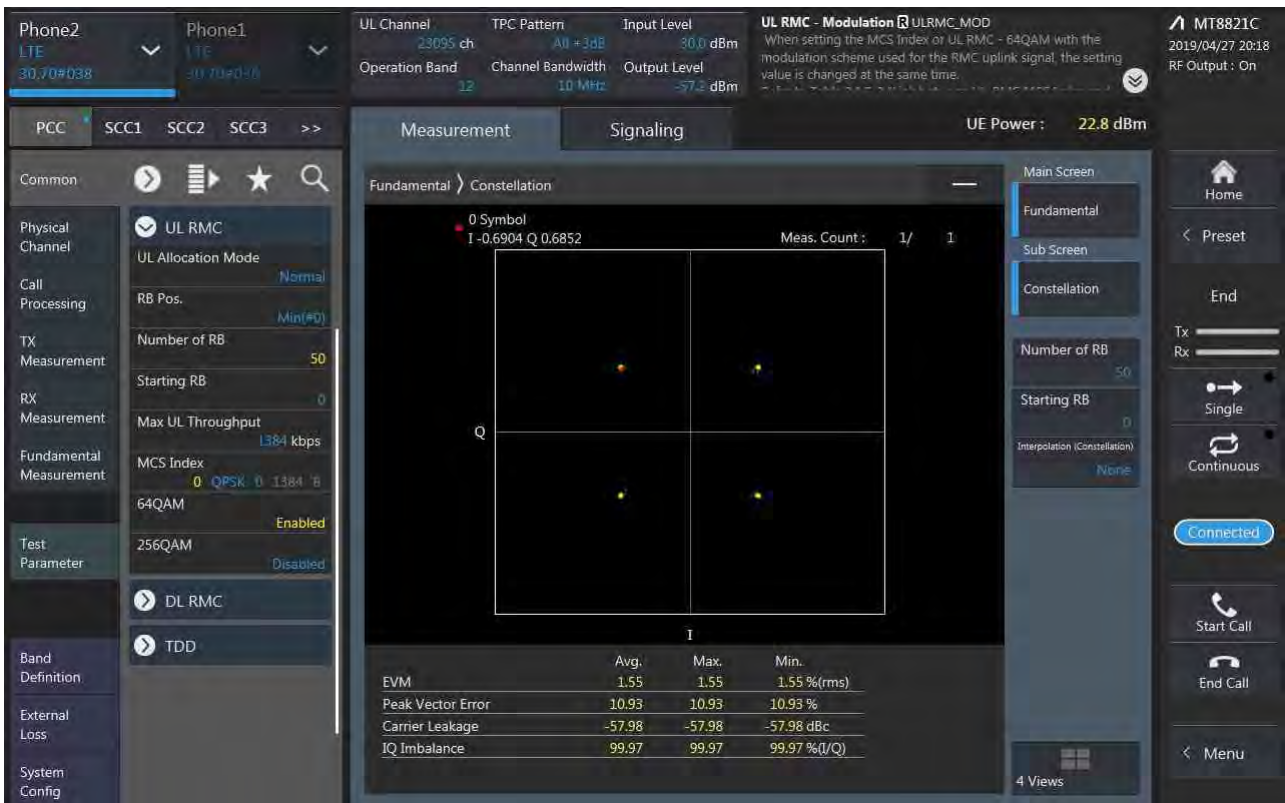 Phone2
LTE
30.70#038
Phone1
LTE
30.70#038
UL Channel
23095 ch
Operation Band
12
TPC Pattern
All +3dB
Channel Bandwidth
10 MHz
Input Level
30.0 dBm
Output Level
-57.2 dBm
UL RMC - Modulation R ULRMC_MOD
When setting the MCS Index or UL RMC - 64QAM with the
modulation scheme used for the RMC uplink signal, the setting
value is changed at the same time.
MT8821C
2019/04/27 20:18
RF Output : On
PCC SCC1 SCC2 SCC3 >>
Measurement Signaling
UE Power : 22.8 dBm
Common
Physical
Channel
Call
Processing
TX
Measurement
RX
Measurement
Fundamental
Measurement
Test
Parameter
Band
Definition
External
Loss
System
Config
UL RMC
UL Allocation Mode
Normal
RB Pos.
Min(#0)
Number of RB
50
Starting RB
0
Max UL Throughput
1384 kbps
MCS Index
0 QPSK 0 1384 6
64QAM
Enabled
256QAM
Disabled
DL RMC
TDD
Fundamental ❭ Constellation
0 Symbol
I -0.6904 Q 0.6852
Meas. Count : 1/ 1
Q
I
Avg. Max. Min.
EVM 1.55 1.55 1.55 %(rms)
Peak Vector Error 10.93 10.93 10.93 %
Carrier Leakage -57.98 -57.98 -57.98 dBc
IQ Imbalance 99.97 99.97 99.97 %(I/Q)
Main Screen
Fundamental
Sub Screen
Constellation
Number of RB
50
Starting RB
0
Interpolation (Constellation)
None
4 Views
Home
< Preset
End
Tx
Rx
Single
Continuous
Connected
Start Call
End Call
< Menu